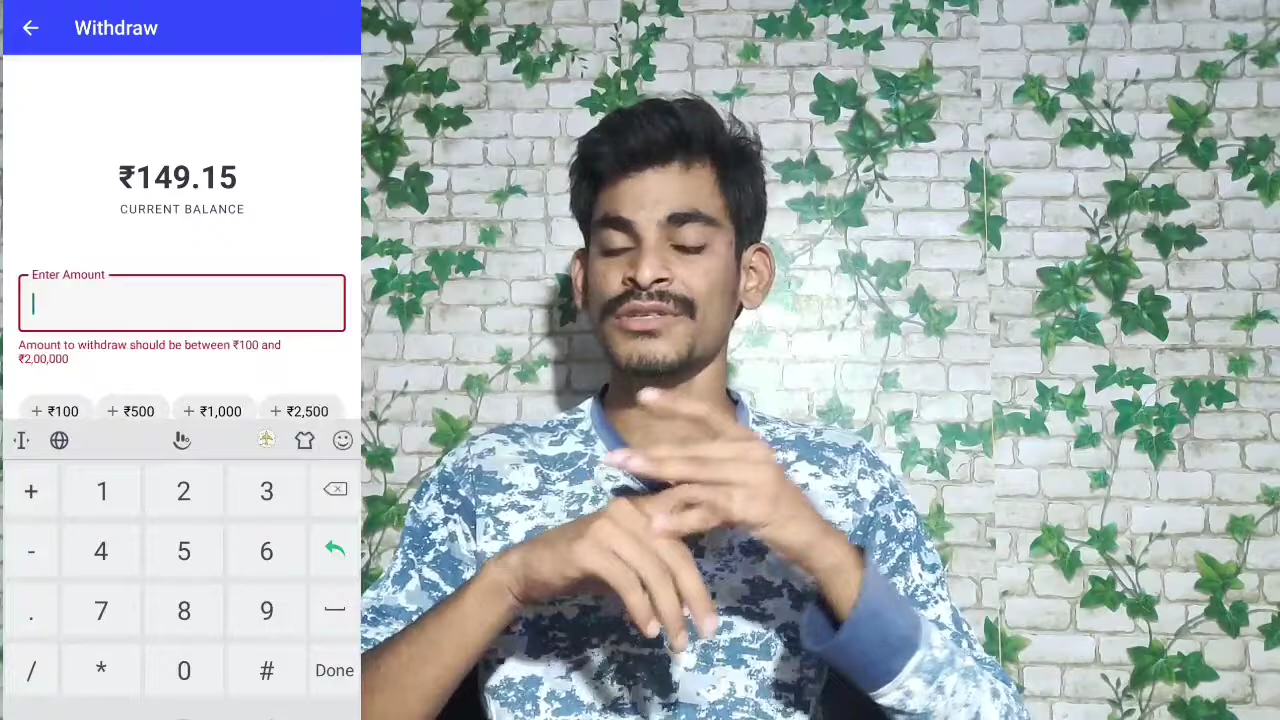 Withdraw
₹149.15
CURRENT BALANCE
Enter Amount
Amount to withdraw should be between ₹100 and
₹2,00,000
+ ₹100 + ₹500 + ₹1,000 + ₹2,500
+ 1 2 3
- 4 5 6
. 7 8 9
/ * 0 # Done